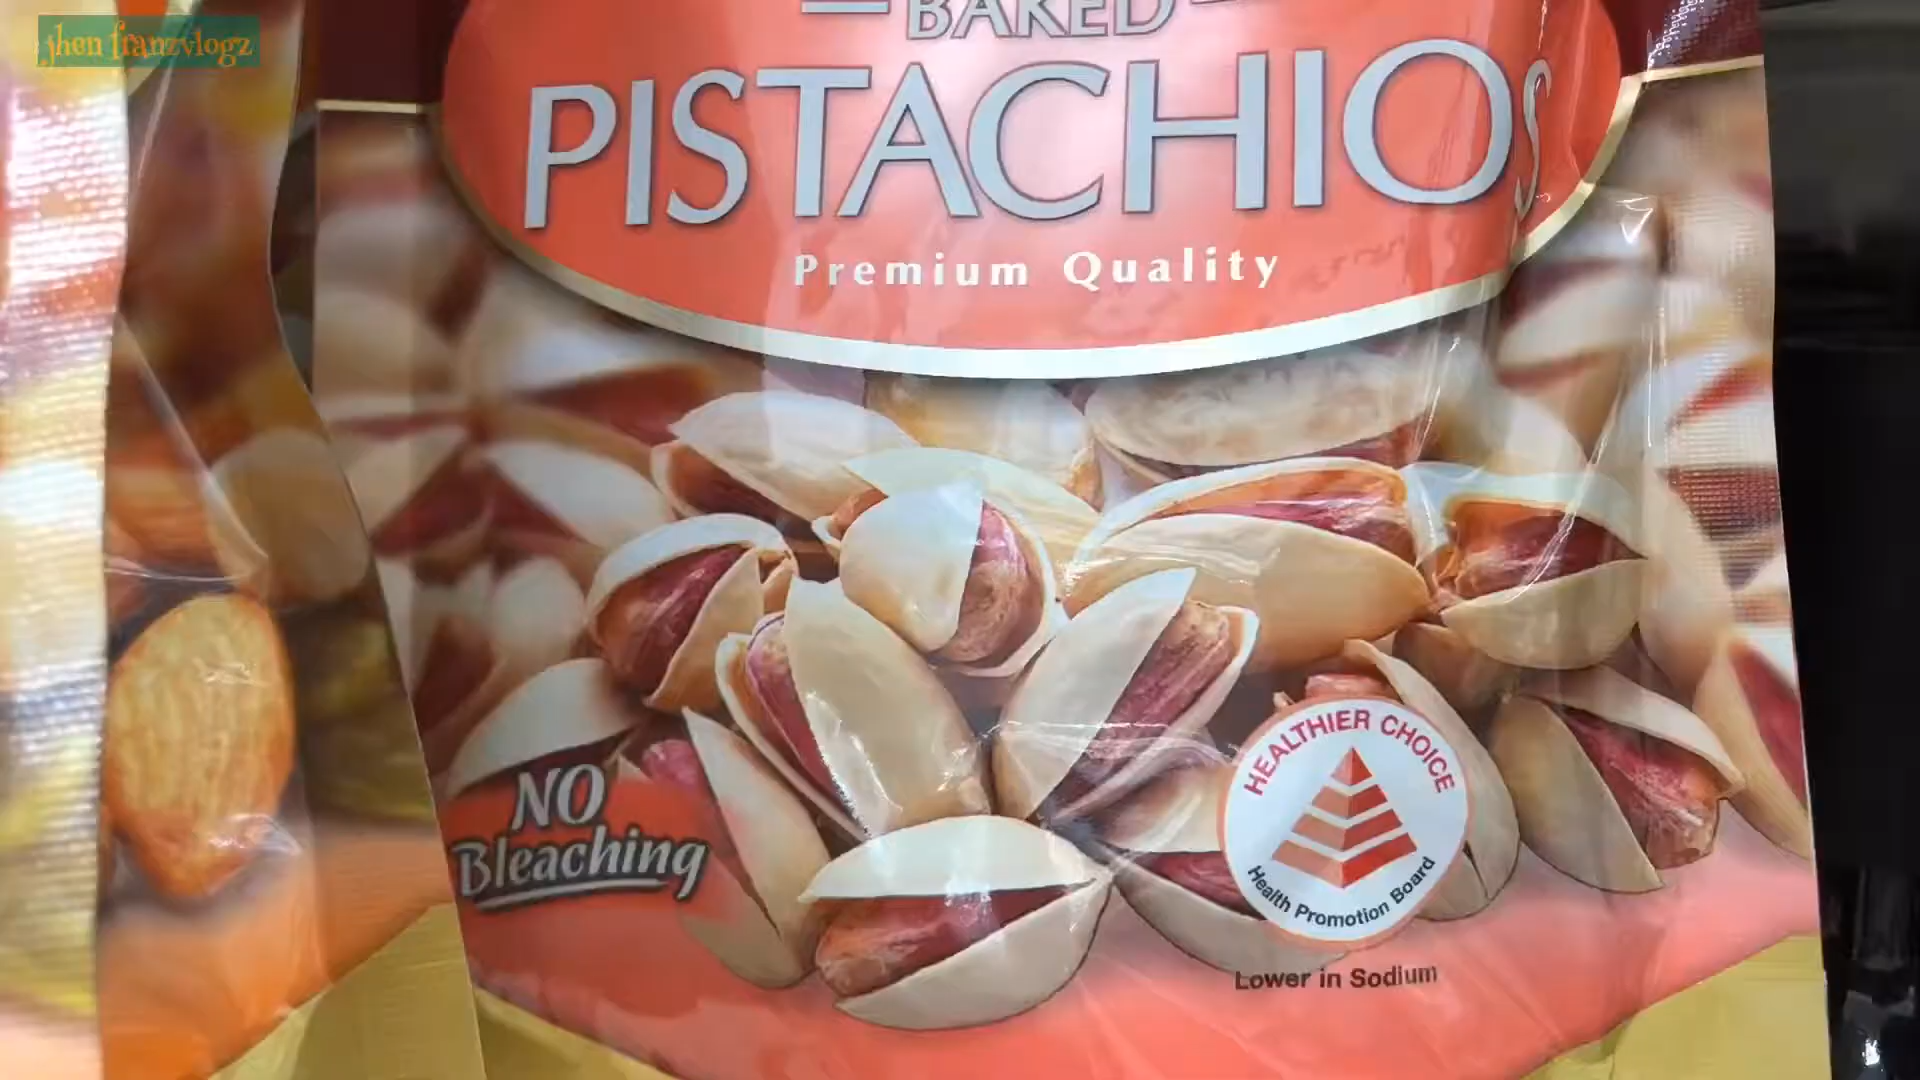 jhen franzvlogz
BAKED
PISTACHIOS
Premium Quality
NO
Bleaching
HEALTHIER CHOICE
Health Promotion Board
Lower in Sodium